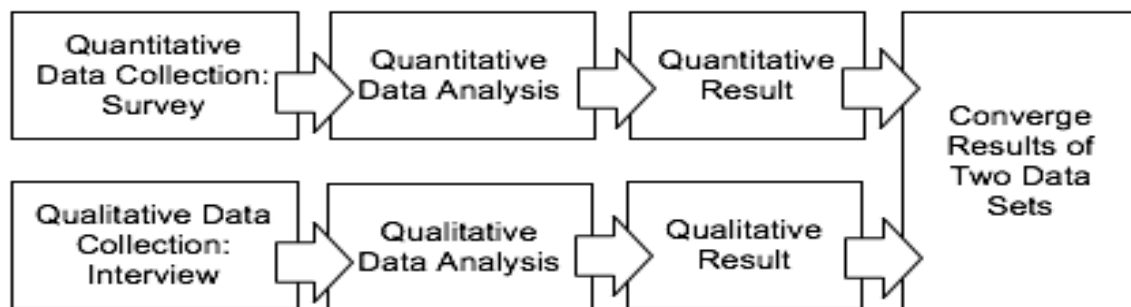 Quantitative
Data Collection:
Survey
Quantitative
Data Analysis
Quantitative
Result
Converge
Results of
Two Data
Sets
Qualitative Data
Collection:
Interview
Qualitative
Data Analysis
Qualitative
Result